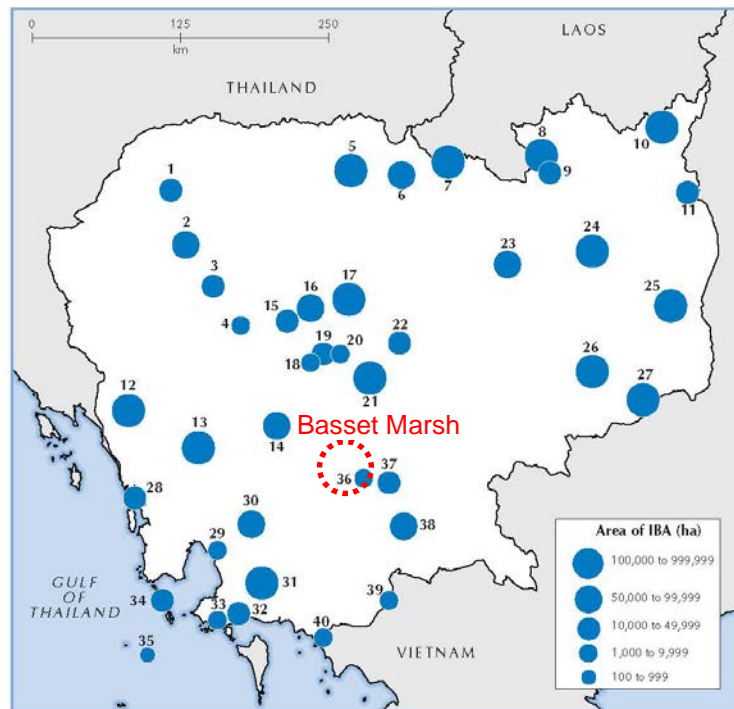 0 125 250
km
LAOS
THAILAND
8
10
5
9
1
6
7
11
2
24
23
3
17
16
25
15
4
22
19
20
18
26
21
27
12
13
14
Basset Marsh
36
37
28
30
38
29
Area of IBA (ha)
100,000 to 999,999
50,000 to 99,999
10,000 to 49,999
1,000 to 9,999
100 to 999
GULF
OF
THAILAND
31
39
34
33
32
40
35
VIETNAM